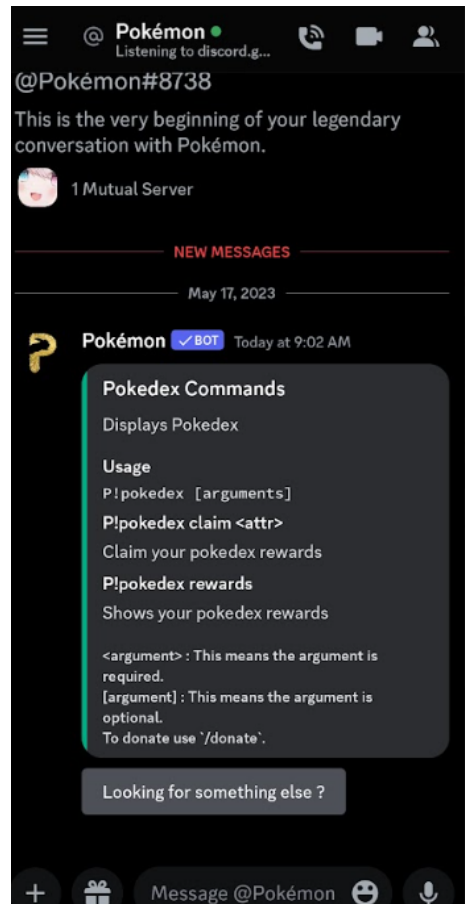 @ Pokémon
Listening to discord.g...
@Pokémon#8738
This is the very beginning of your legendary
conversation with Pokémon.
1 Mutual Server
NEW MESSAGES
May 17, 2023
Pokémon ✓BOT Today at 9:02 AM
Pokedex Commands
Displays Pokedex
Usage
P!pokedex [arguments]
P!pokedex claim <attr>
Claim your pokedex rewards
P!pokedex rewards
Shows your pokedex rewards
<argument> : This means the argument is
required.
[argument] : This means the argument is
optional.
To donate use `/donate`.
Looking for something else ?
Message @Pokémon